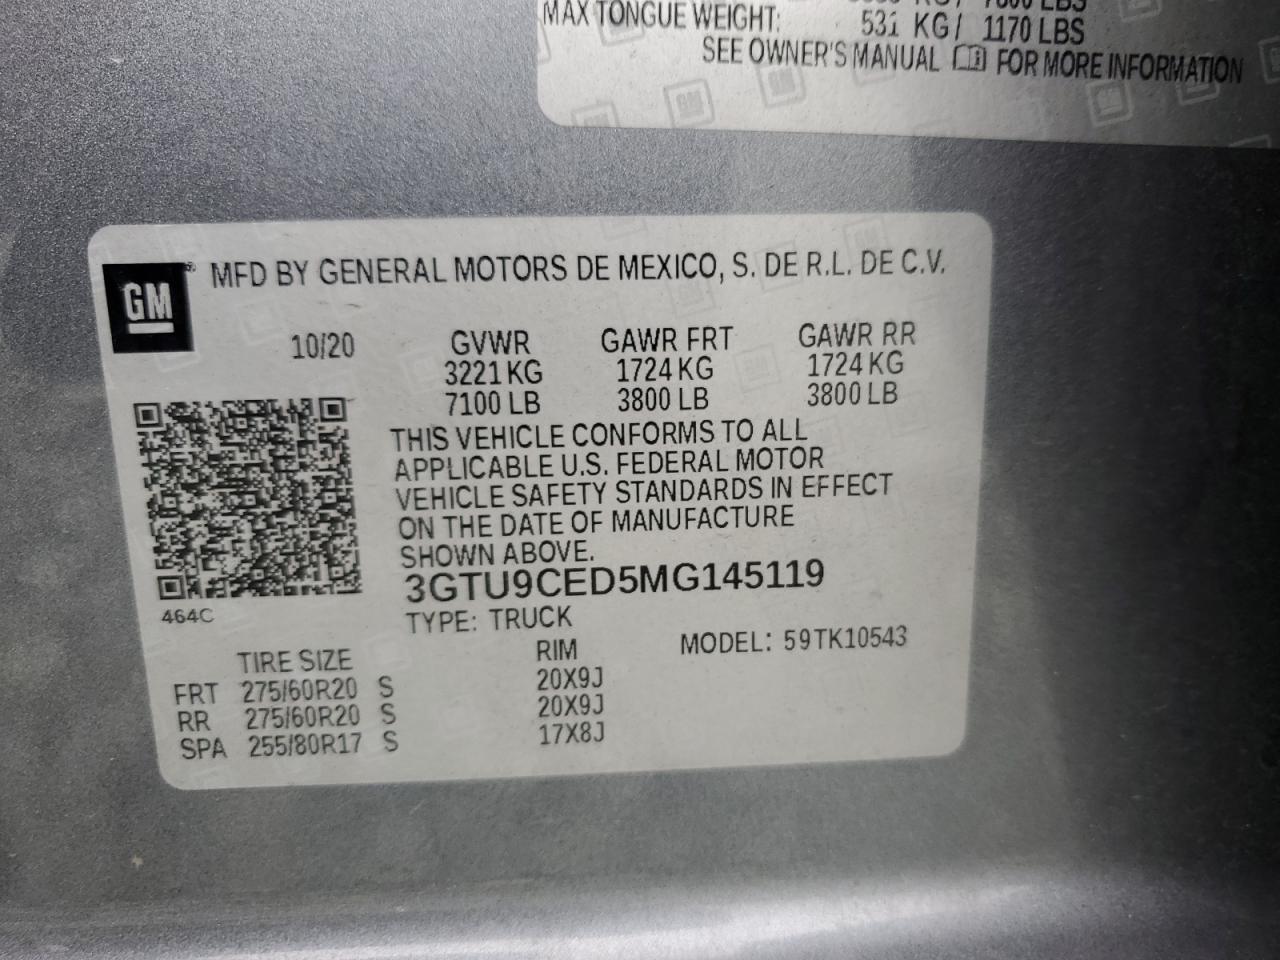 MAX TONGUE WEIGHT: 531 KG/ 1170 LBS
SEE OWNER'S MANUAL FOR MORE INFORMATION
GM ® MFD BY GENERAL MOTORS DE MEXICO, S. DE R.L. DE C.V.
10/20 GVWR GAWR FRT GAWR RR
3221 KG 1724 KG 1724 KG
7100 LB 3800 LB 3800 LB
THIS VEHICLE CONFORMS TO ALL
APPLICABLE U.S. FEDERAL MOTOR
VEHICLE SAFETY STANDARDS IN EFFECT
ON THE DATE OF MANUFACTURE
SHOWN ABOVE.
3GTU9CED5MG145119
464C
TYPE: TRUCK
TIRE SIZE RIM MODEL: 59TK10543
FRT 275/60R20 S 20X9J
RR 275/60R20 S 20X9J
SPA 255/80R17 S 17X8J